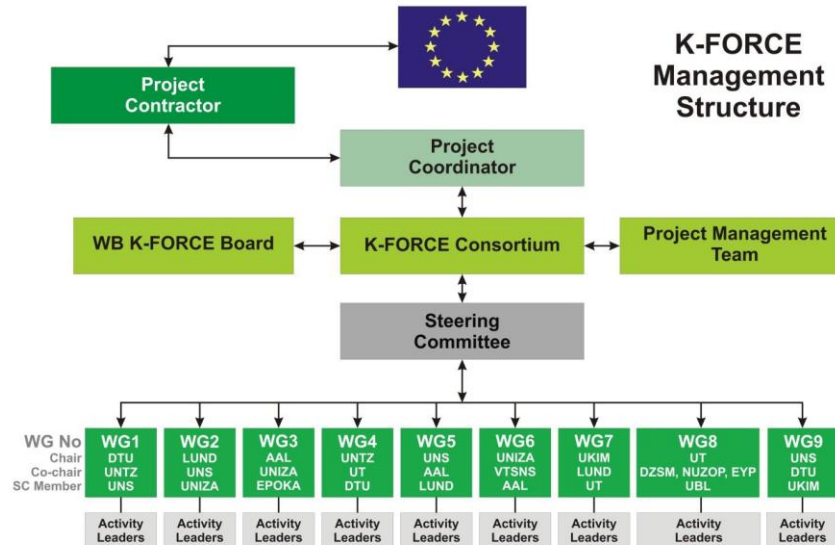 K-FORCE
Management
Structure
Project
Contractor
Project
Coordinator
WB K-FORCE Board
K-FORCE Consortium
Project Management
Team
Steering
Committee
WG No
Chair
Co-chair
SC Member
WG1
DTU
UNTZ
UNS
WG2
LUND
UNS
UNIZA
WG3
AAL
UNIZA
EPOKA
WG4
UNTZ
UT
DTU
WG5
UNS
AAL
LUND
WG6
UNIZA
VTSNS
AAL
WG7
UKIM
LUND
UT
WG8
UT
DZSM, NUZOP, EYP
UBL
WG9
UNS
DTU
UKIM
Activity
Leaders
Activity
Leaders
Activity
Leaders
Activity
Leaders
Activity
Leaders
Activity
Leaders
Activity
Leaders
Activity
Leaders
Activity
Leaders